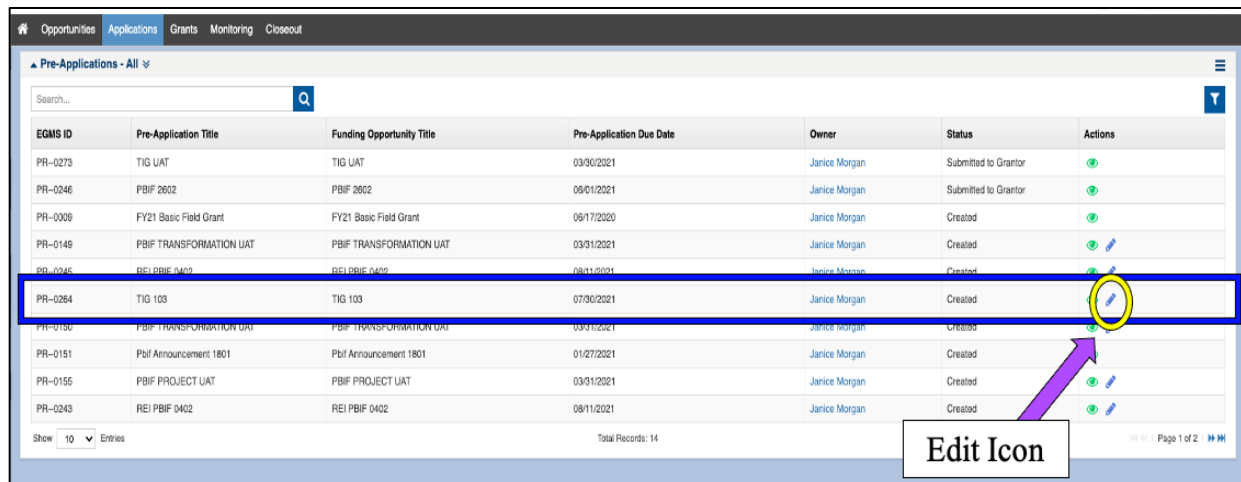 Opportunities Applications Grants Monitoring Closeout
Pre-Applications - All
Search...
EGMS ID Pre-Application Title Funding Opportunity Title Pre-Application Due Date Owner Status Actions
PR--0273 TIG UAT TIG UAT 03/30/2021 Janice Morgan Submitted to Grantor
PR--0246 PBIF 2602 PBIF 2602 06/01/2021 Janice Morgan Submitted to Grantor
PR--0009 FY21 Basic Field Grant FY21 Basic Field Grant 06/17/2020 Janice Morgan Created
PR--0149 PBIF TRANSFORMATION UAT PBIF TRANSFORMATION UAT 03/31/2021 Janice Morgan Created
PR--0245 REI PBIF 0402 REI PBIF 0402 08/11/2021 Janice Morgan Created
PR--0264 TIG 103 TIG 103 07/30/2021 Janice Morgan Created
PR--0150 PBIF TRANSFORMATION UAT PBIF TRANSFORMATION UAT 03/31/2021 Janice Morgan Created
PR--0151 Pbif Announcement 1801 Pbif Announcement 1801 01/27/2021 Janice Morgan Created
PR--0155 PBIF PROJECT UAT PBIF PROJECT UAT 03/31/2021 Janice Morgan Created
PR--0243 REI PBIF 0402 REI PBIF 0402 08/11/2021 Janice Morgan Created
Show 10 Entries Total Records: 14 Page 1 of 2
Edit Icon